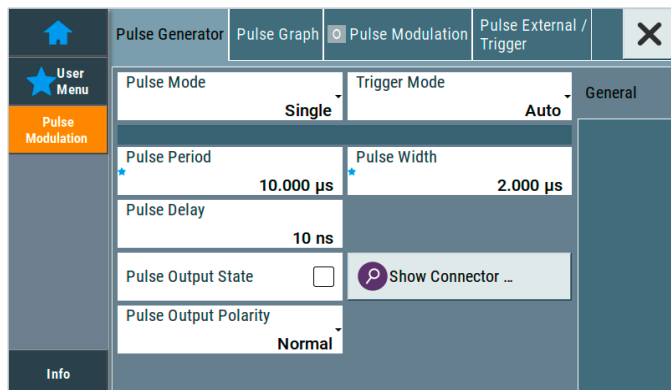 Pulse Generator
Pulse Graph
O Pulse Modulation
Pulse External /
Trigger
User
Menu
Pulse
Modulation
Info
Pulse Mode
Single
Trigger Mode
Auto
General
Pulse Period
10.000 µs
Pulse Width
2.000 µs
Pulse Delay
10 ns
Pulse Output State
Show Connector ...
Pulse Output Polarity
Normal